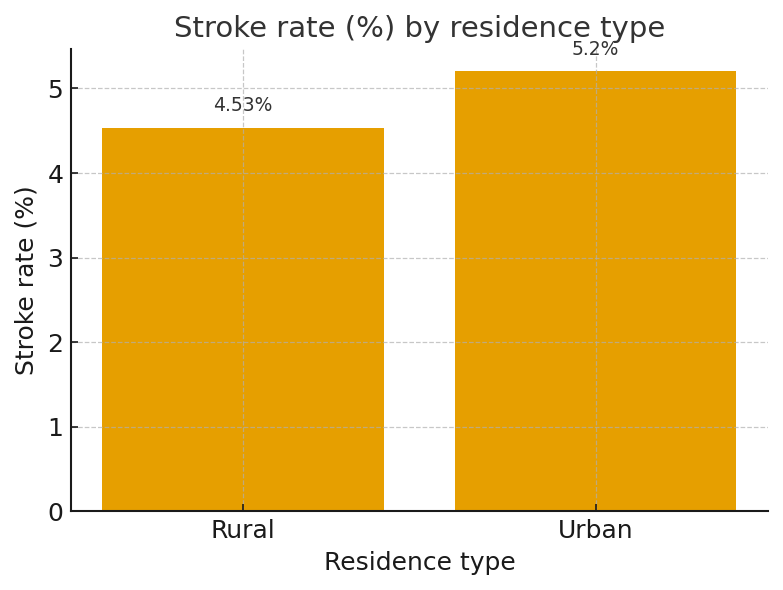 Stroke rate (%) by residence type
5.2%
4.53%
5
4
3
2
1
0
Stroke rate (%)
Rural
Urban
Residence type